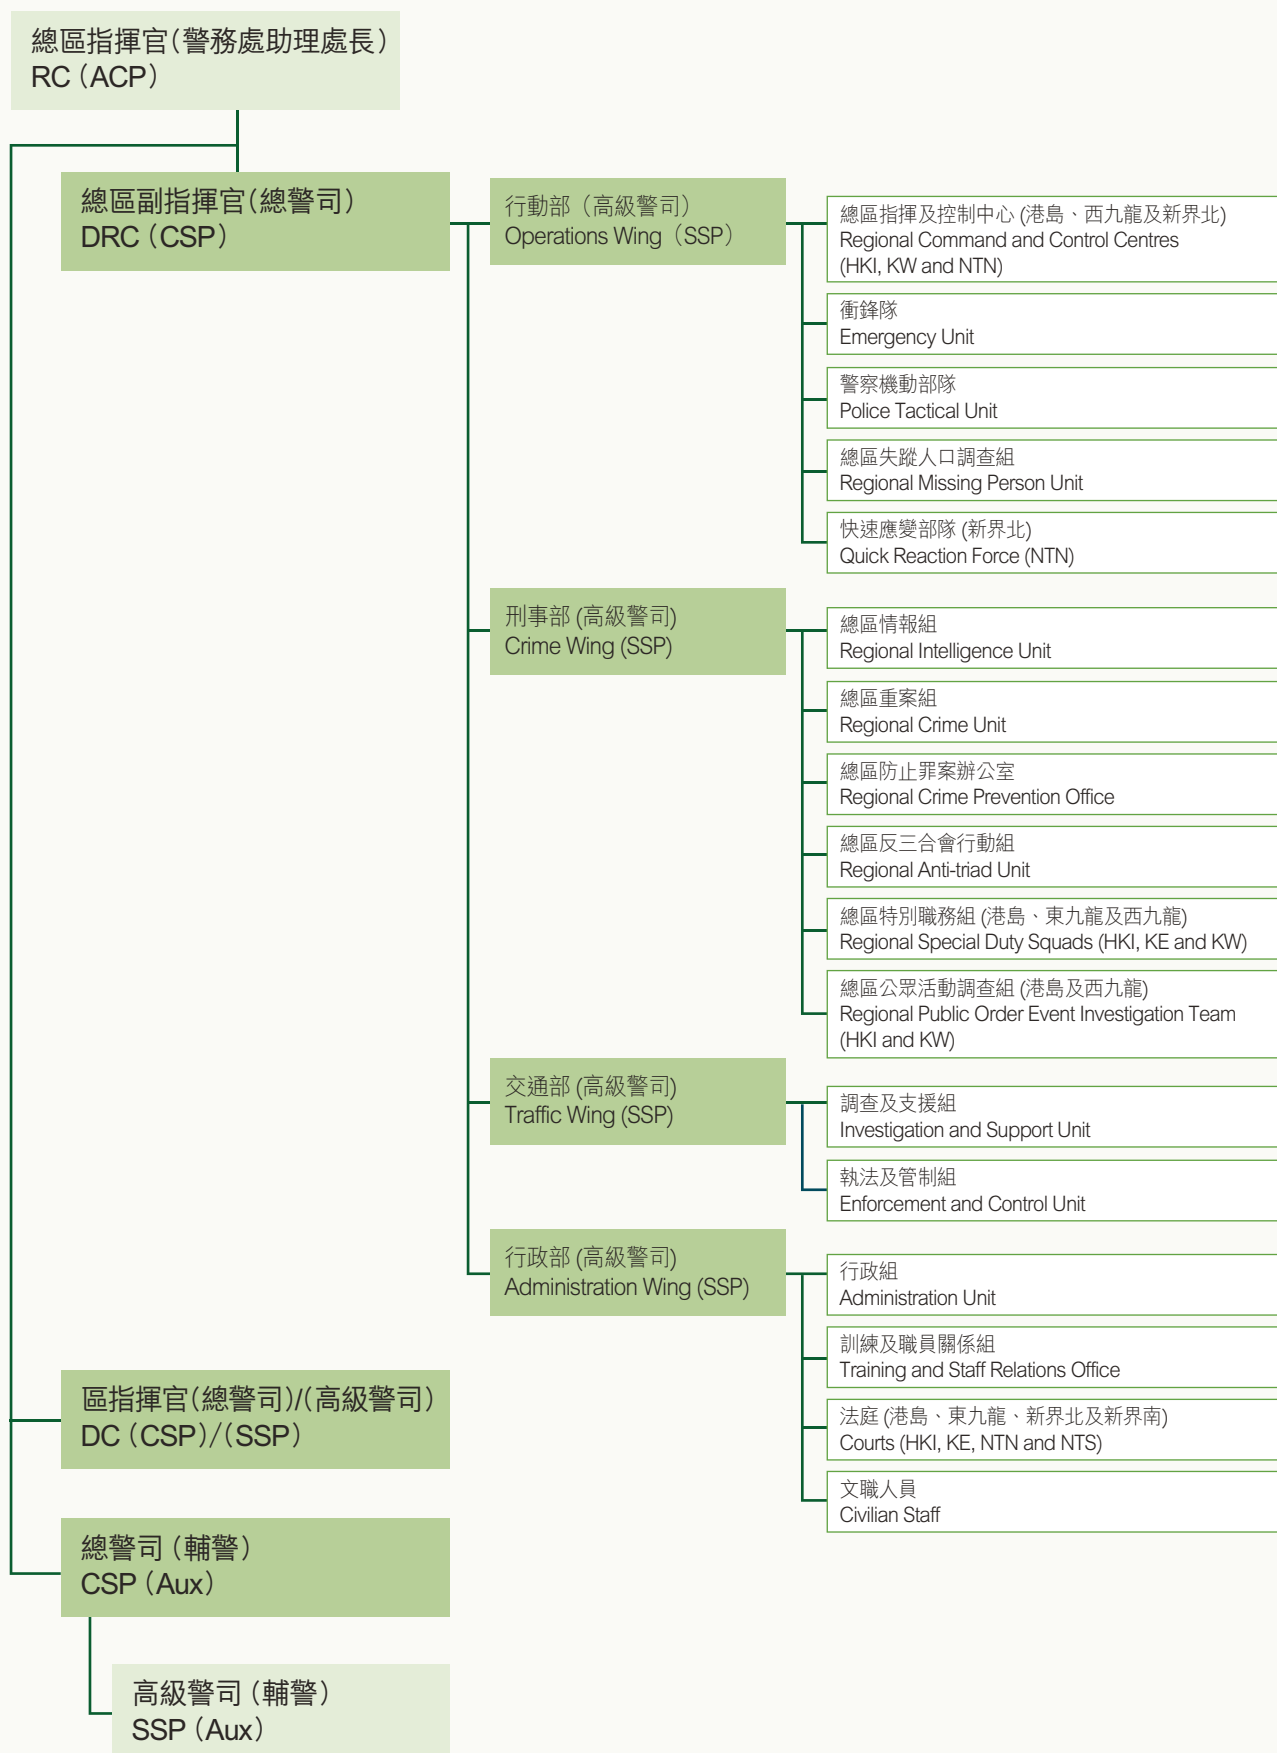 總區指揮官(警務處助理處長)
RC (ACP)
總區副指揮官(總警司)
DRC (CSP)
行動部 (高級警司)
Operations Wing (SSP)
總區指揮及控制中心 (港島、西九龍及新界北)
Regional Command and Control Centres
(HKI, KW and NTN)
衝鋒隊
Emergency Unit
警察機動部隊
Police Tactical Unit
總區失蹤人口調查組
Regional Missing Person Unit
快速應變部隊 (新界北)
Quick Reaction Force (NTN)
刑事部 (高級警司)
Crime Wing (SSP)
總區情報組
Regional Intelligence Unit
總區重案組
Regional Crime Unit
總區防止罪案辦公室
Regional Crime Prevention Office
總區反三合會行動組
Regional Anti-triad Unit
總區特別職務組 (港島、東九龍及西九龍)
Regional Special Duty Squads (HKI, KE and KW)
總區公眾活動調查組 (港島及西九龍)
Regional Public Order Event Investigation Team
(HKI and KW)
交通部 (高級警司)
Traffic Wing (SSP)
調查及支援組
Investigation and Support Unit
執法及管制組
Enforcement and Control Unit
行政部 (高級警司)
Administration Wing (SSP)
行政組
Administration Unit
訓練及職員關係組
Training and Staff Relations Office
法庭 (港島、東九龍、新界北及新界南)
Courts (HKI, KE, NTN and NTS)
文職人員
Civilian Staff
區指揮官(總警司)/(高級警司)
DC (CSP)/(SSP)
總警司 (輔警)
CSP (Aux)
高級警司 (輔警)
SSP (Aux)